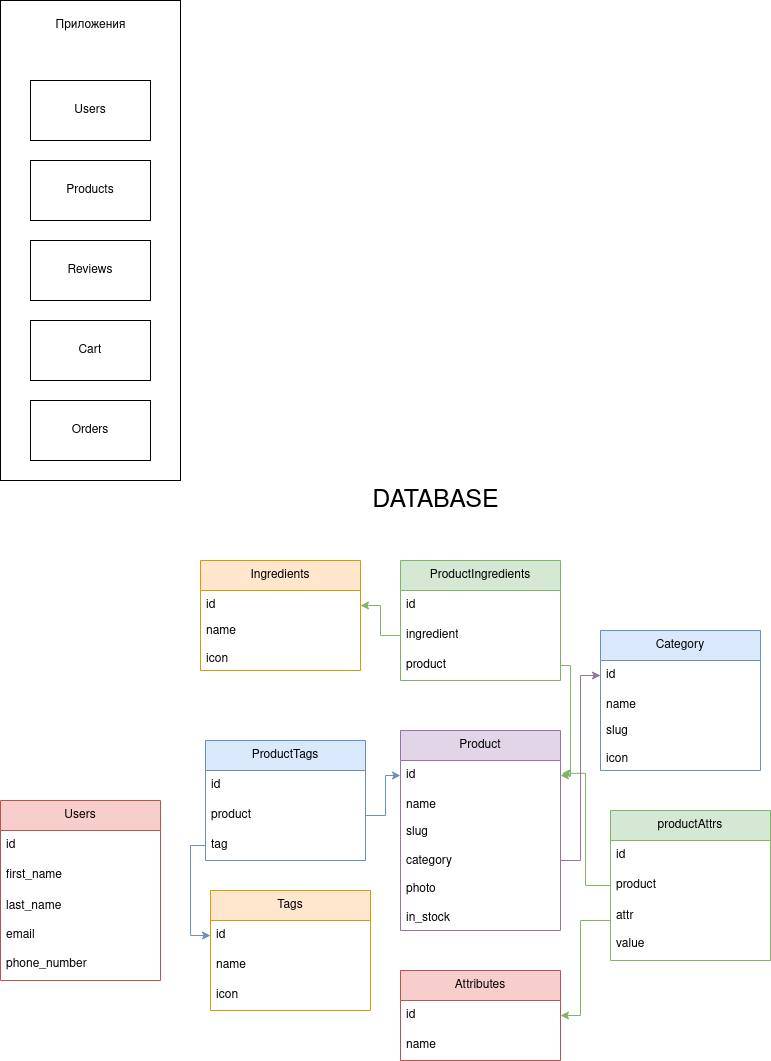 Приложения
Users
Products
Reviews
Cart
Orders
DATABASE
Ingredients
id
name
icon
ProductIngredients
id
ingredient
product
Category
id
name
slug
icon
ProductTags
id
product
tag
Product
id
name
slug
category
photo
in_stock
Users
id
first_name
last_name
email
phone_number
productAttrs
id
product
attr
value
Tags
id
name
icon
Attributes
id
name